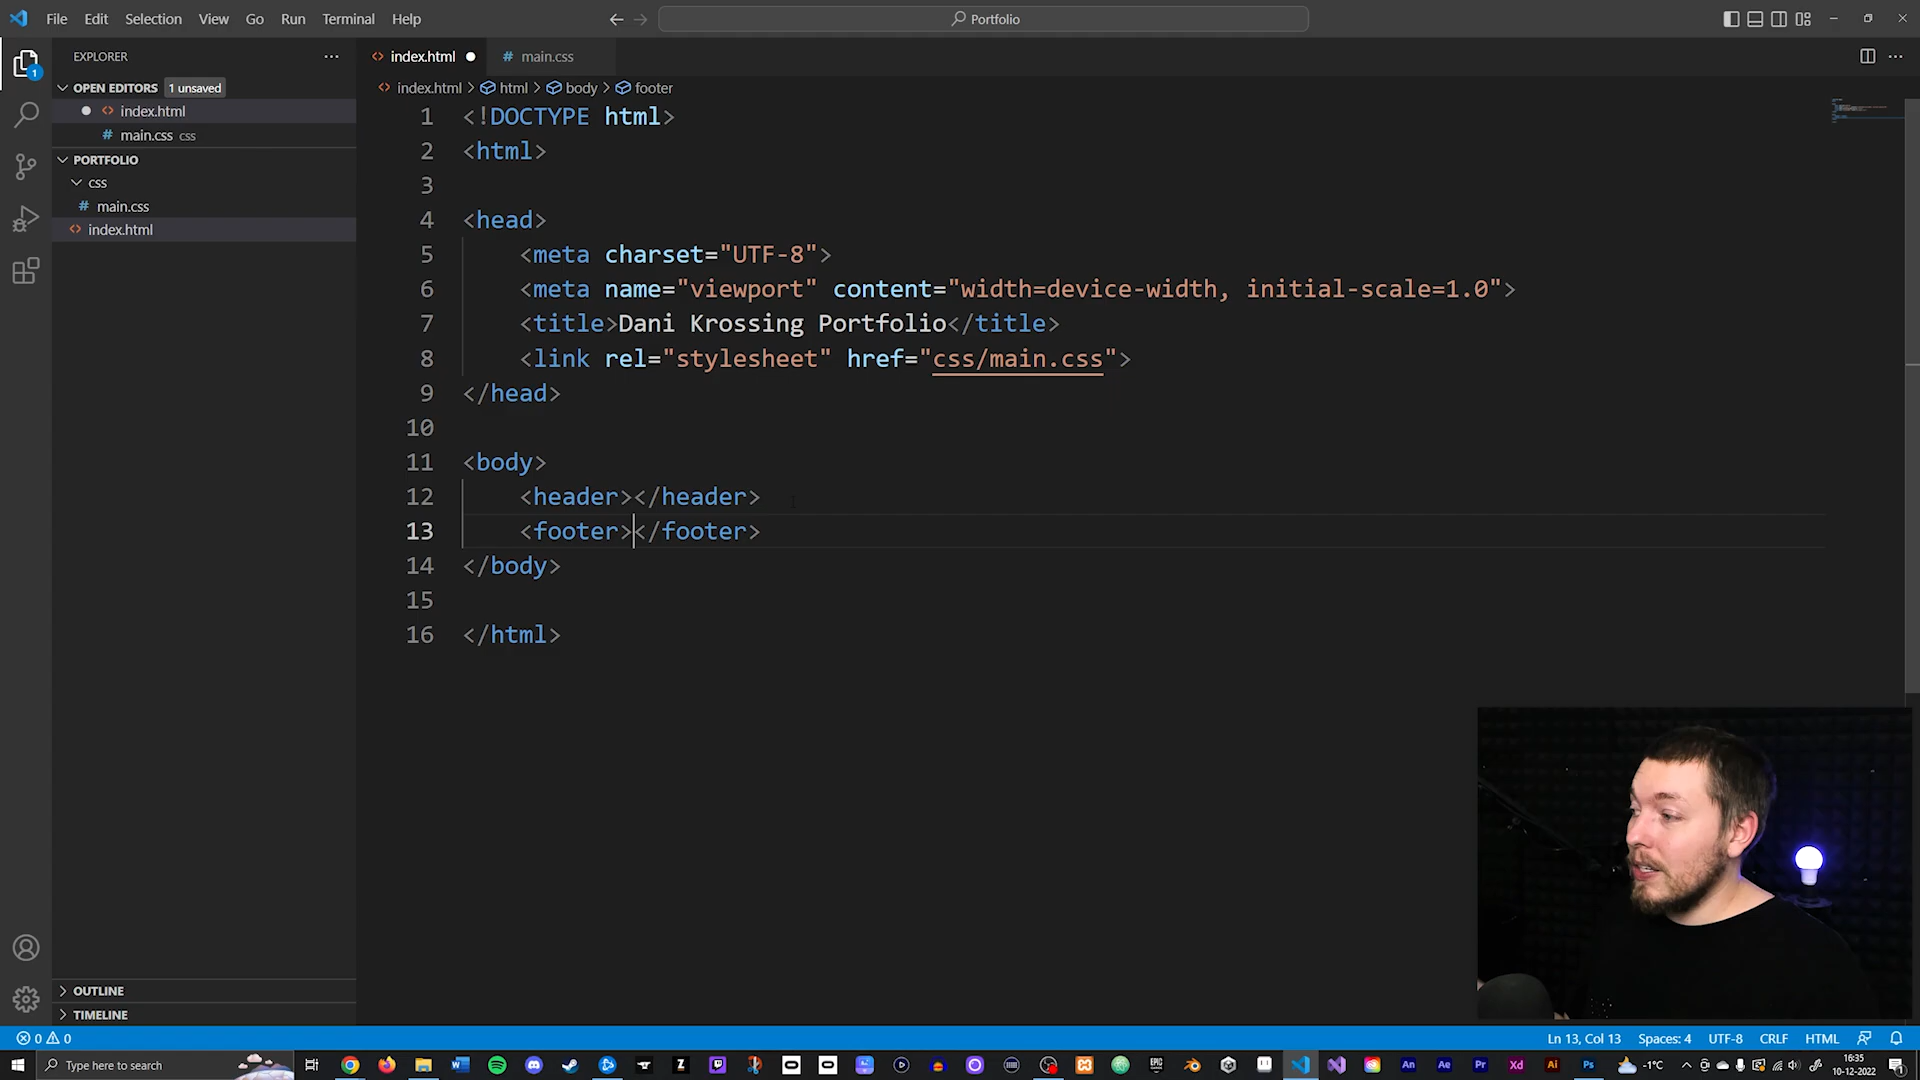 File Edit Selection View Go Run Terminal Help
Portfolio
EXPLORER
OPEN EDITORS 1 unsaved
index.html
main.css css
PORTFOLIO
css
main.css
index.html
OUTLINE
TIMELINE
index.html
main.css
index.html > html > body > footer
1 <!DOCTYPE html>
2 <html>
3
4 <head>
5 <meta charset="UTF-8">
6 <meta name="viewport" content="width=device-width, initial-scale=1.0">
7 <title>Dani Krossing Portfolio</title>
8 <link rel="stylesheet" href="css/main.css">
9 </head>
10
11 <body>
12 <header></header>
13 <footer></footer>
14 </body>
15
16 </html>
0 0
Ln 13, Col 13 Spaces: 4 UTF-8 CRLF HTML
Type here to search
-1°C
16:35
10-12-2022